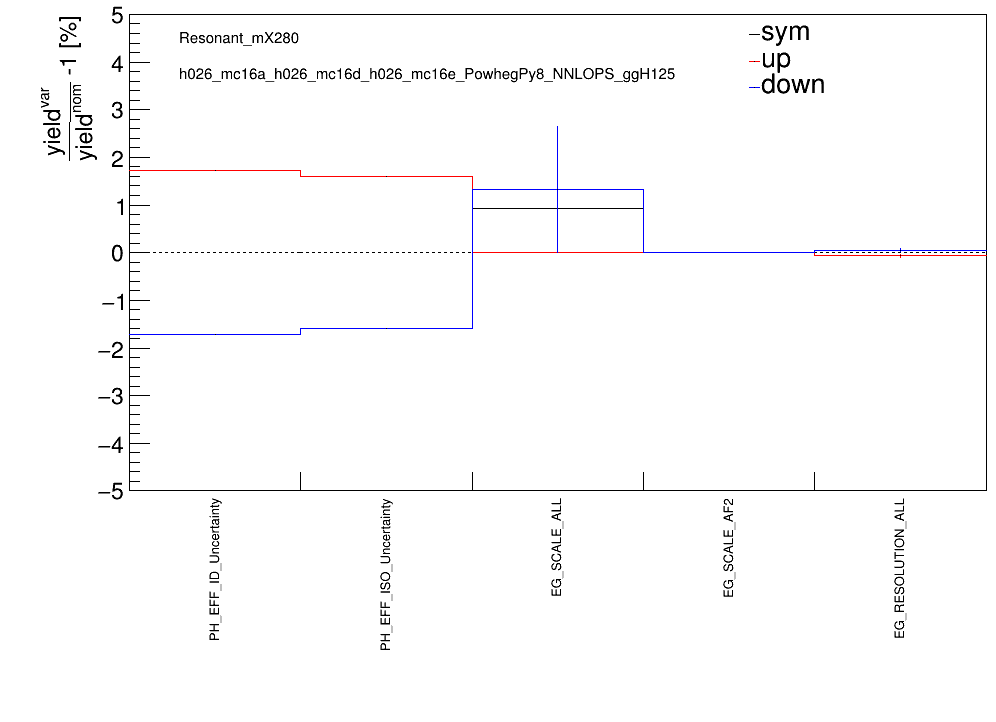 yield^var
yield^nom -1 [%]
5
4
3
2
1
0
−1
−2
−3
−4
−5
Resonant_mX280
h026_mc16a_h026_mc16d_h026_mc16e_PowhegPy8_NNLOPS_ggH125
sym
up
down
PH_EFF_ID_Uncertainty
PH_EFF_ISO_Uncertainty
EG_SCALE_ALL
EG_SCALE_AF2
EG_RESOLUTION_ALL